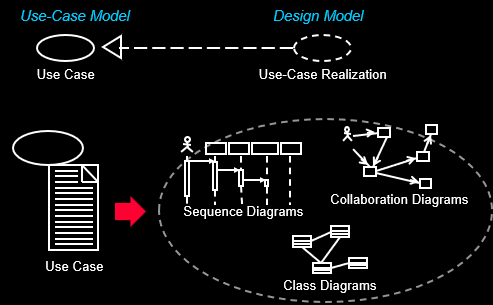 Use-Case Model
Design Model
Use Case
Use-Case Realization
Sequence Diagrams
Collaboration Diagrams
Use Case
Class Diagrams